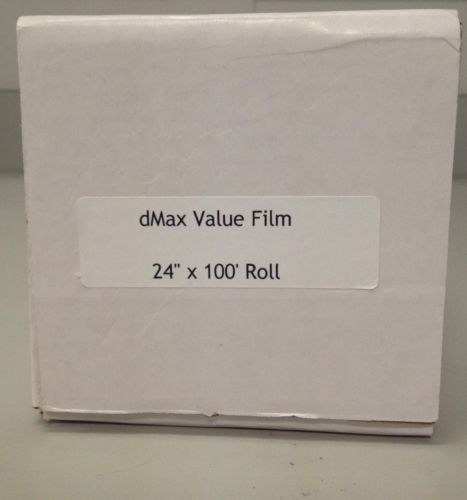 dMax Value Film
24" x 100' Roll